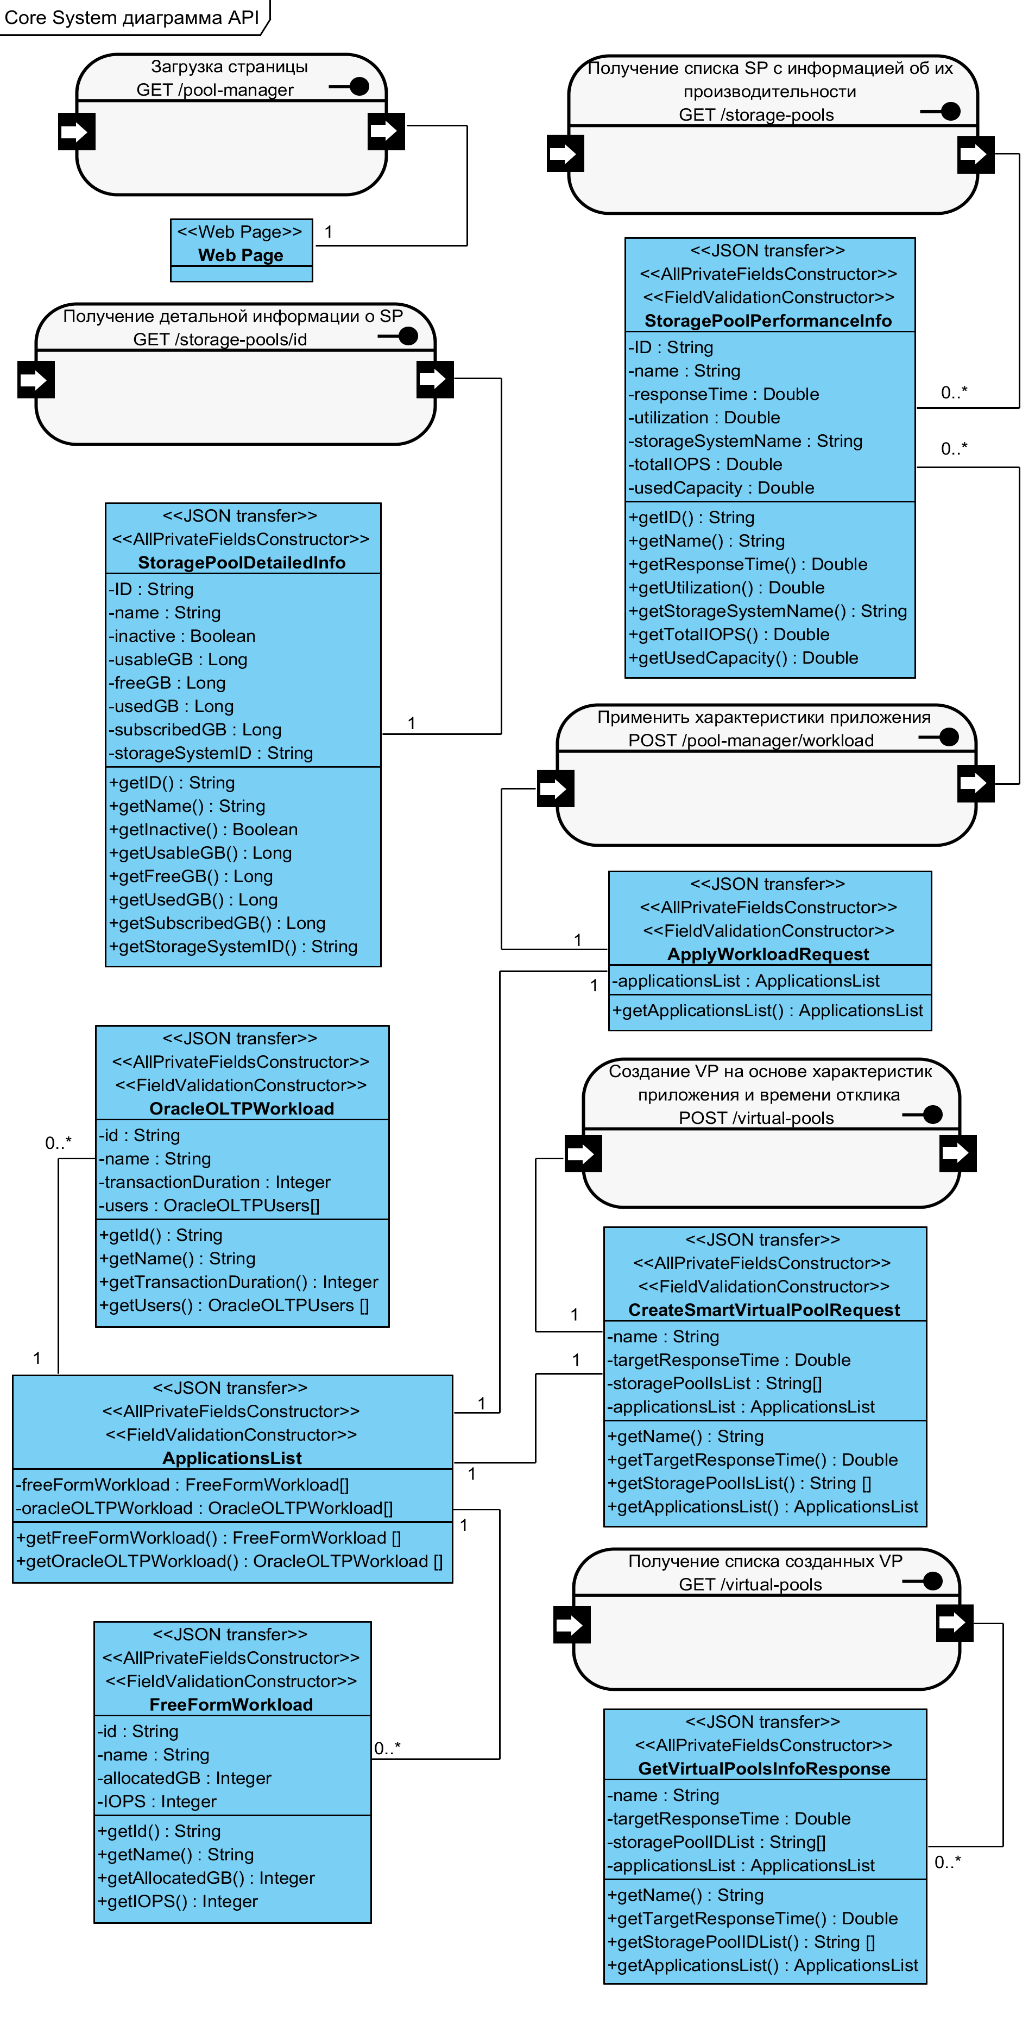 Core System диаграмма API
Загрузка страницы
GET /pool-manager
1
<<Web Page>>
Web Page
Получение списка SP с информацией об их
производительности
GET /storage-pools
<<JSON transfer>>
<<AllPrivateFieldsConstructor>>
<<FieldValidationConstructor>>
StoragePoolPerformanceInfo
-ID : String
-name : String
-responseTime : Double
-utilization : Double
-storageSystemName : String
-totalIOPS : Double
-usedCapacity : Double
+getID() : String
+getName() : String
+getResponseTime() : Double
+getUtilization() : Double
+getStorageSystemName() : String
+getTotalIOPS() : Double
+getUsedCapacity() : Double
0..*
0..*
Получение детальной информации о SP
GET /storage-pools/id
<<JSON transfer>>
<<AllPrivateFieldsConstructor>>
StoragePoolDetailedInfo
-ID : String
-name : String
-inactive : Boolean
-usableGB : Long
-freeGB : Long
-usedGB : Long
-subscribedGB : Long
-storageSystemID : String
+getID() : String
+getName() : String
+getInactive() : Boolean
+getUsableGB() : Long
+getFreeGB() : Long
+getUsedGB() : Long
+getSubscribedGB() : Long
+getStorageSystemID() : String
1
Применить характеристики приложения
POST /pool-manager/workload
<<JSON transfer>>
<<AllPrivateFieldsConstructor>>
<<FieldValidationConstructor>>
ApplyWorkloadRequest
-applicationsList : ApplicationsList
+getApplicationsList() : ApplicationsList
1
1
<<JSON transfer>>
<<AllPrivateFieldsConstructor>>
<<FieldValidationConstructor>>
OracleOLTPWorkload
-id : String
-name : String
-transactionDuration : Integer
-users : OracleOLTPUsers[]
+getId() : String
+getName() : String
+getTransactionDuration() : Integer
+getUsers() : OracleOLTPUsers []
0..*
1
Создание VP на основе характеристик
приложения и времени отклика
POST /virtual-pools
<<JSON transfer>>
<<AllPrivateFieldsConstructor>>
<<FieldValidationConstructor>>
CreateSmartVirtualPoolRequest
-name : String
-targetResponseTime : Double
-storagePoolIsList : String[]
-applicationsList : ApplicationsList
+getName() : String
+getTargetResponseTime() : Double
+getStoragePoolIsList() : String []
+getApplicationsList() : ApplicationsList
1
1
<<JSON transfer>>
<<AllPrivateFieldsConstructor>>
<<FieldValidationConstructor>>
ApplicationsList
-freeFormWorkload : FreeFormWorkload[]
-oracleOLTPWorkload : OracleOLTPWorkload[]
+getFreeFormWorkload() : FreeFormWorkload []
+getOracleOLTPWorkload() : OracleOLTPWorkload []
1
1
1
Получение списка созданных VP
GET /virtual-pools
<<JSON transfer>>
<<AllPrivateFieldsConstructor>>
<<FieldValidationConstructor>>
FreeFormWorkload
-id : String
-name : String
-allocatedGB : Integer
-IOPS : Integer
+getId() : String
+getName() : String
+getAllocatedGB() : Integer
+getIOPS() : Integer
0..*
<<JSON transfer>>
<<AllPrivateFieldsConstructor>>
GetVirtualPoolsInfoResponse
-name : String
-targetResponseTime : Double
-storagePoolIDList : String[]
-applicationsList : ApplicationsList
+getName() : String
+getTargetResponseTime() : Double
+getStoragePoolIDList() : String []
+getApplicationsList() : ApplicationsList
0..*